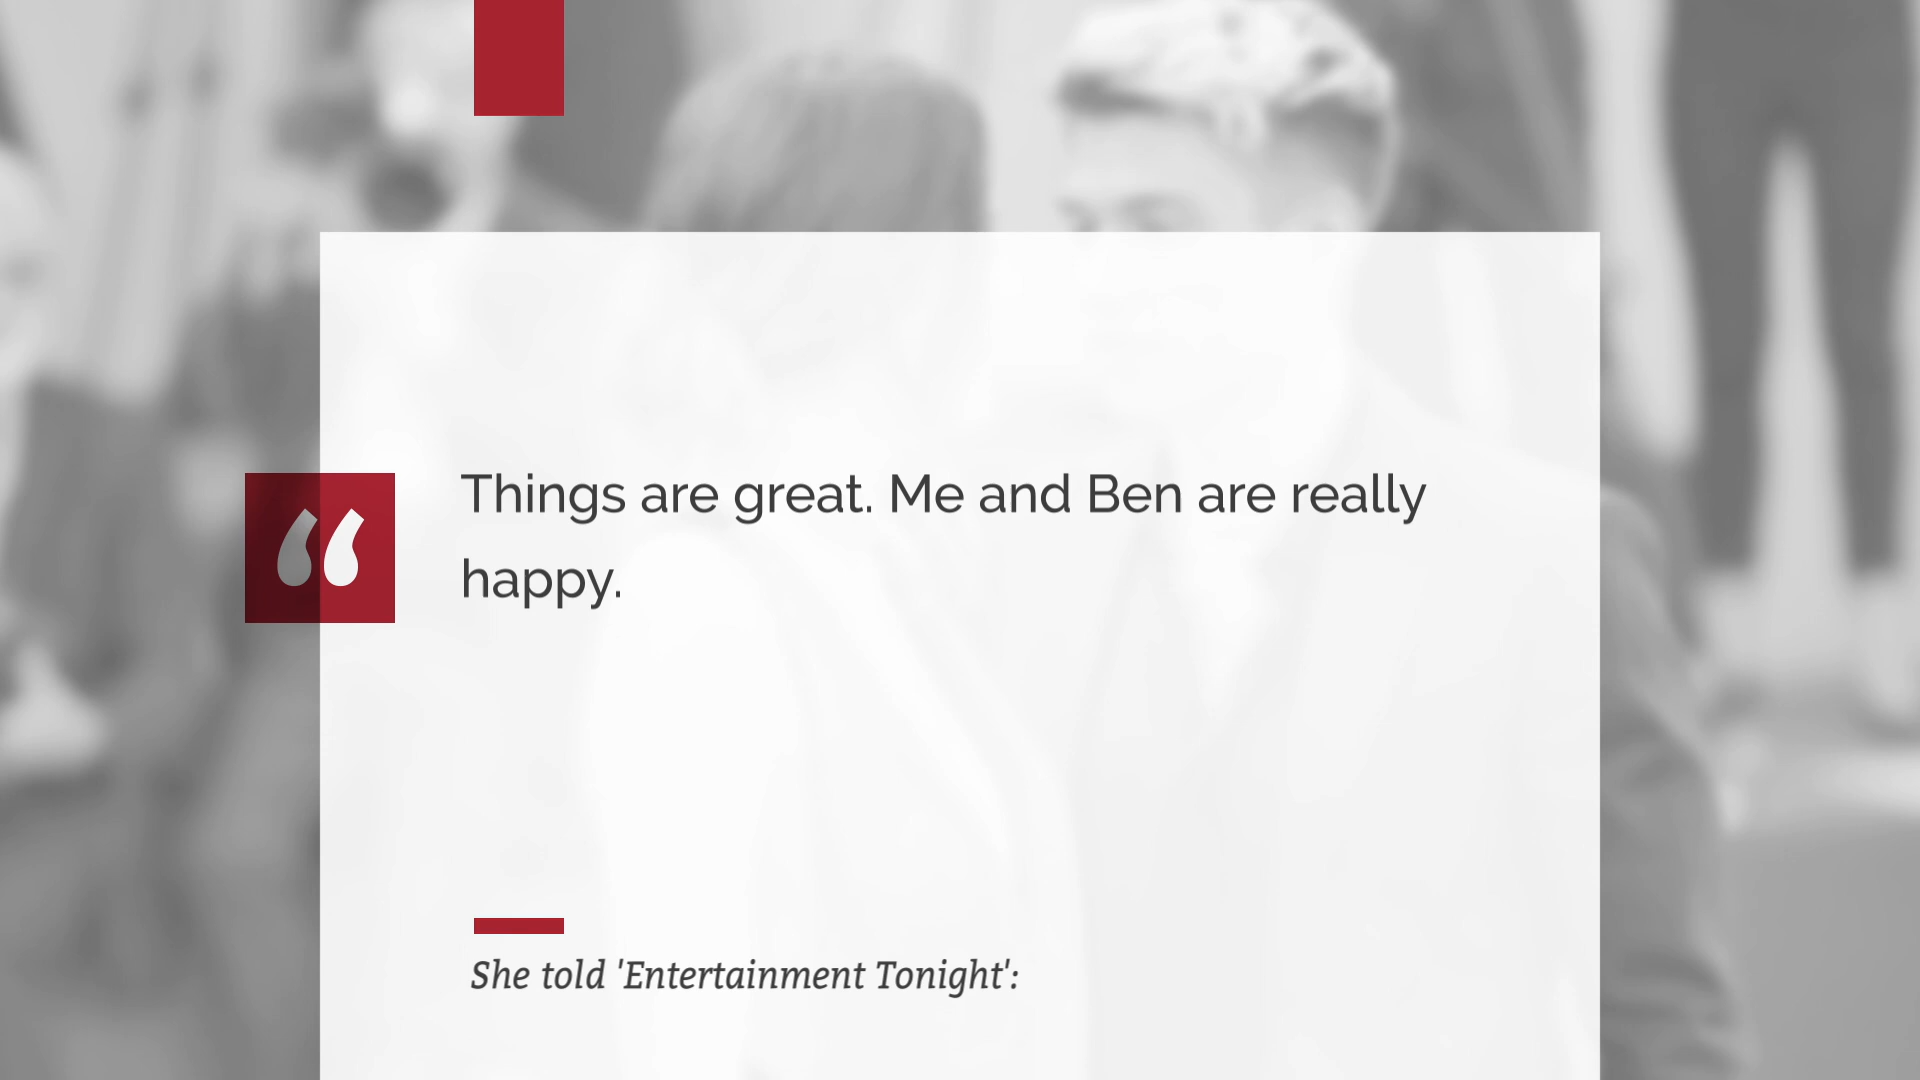 Things are great. Me and Ben are really
happy.
She told 'Entertainment Tonight':